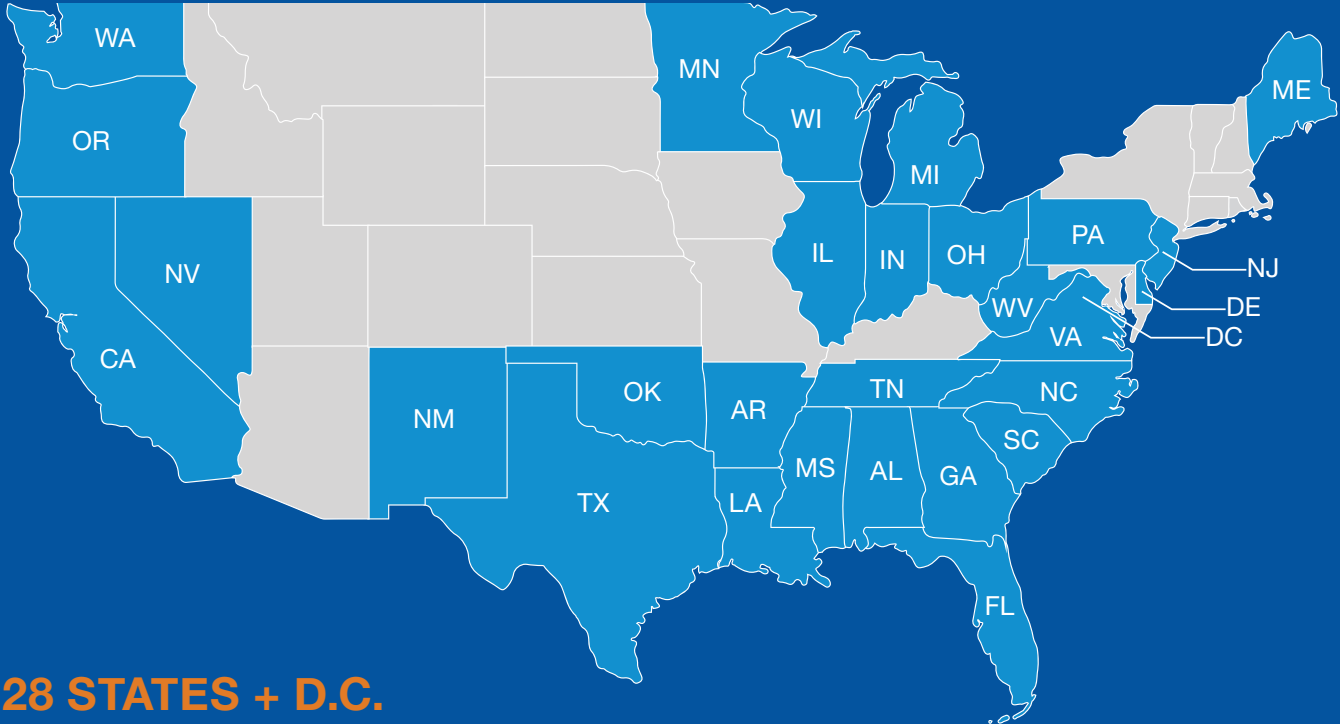 WA
MN
ME
OR
WI
MI
PA
IL
IN
OH
NV
NJ
WV
DE
VA
DC
CA
OK
TN
NC
NM
AR
SC
MS
AL
GA
TX
LA
FL
28 STATES + D.C.